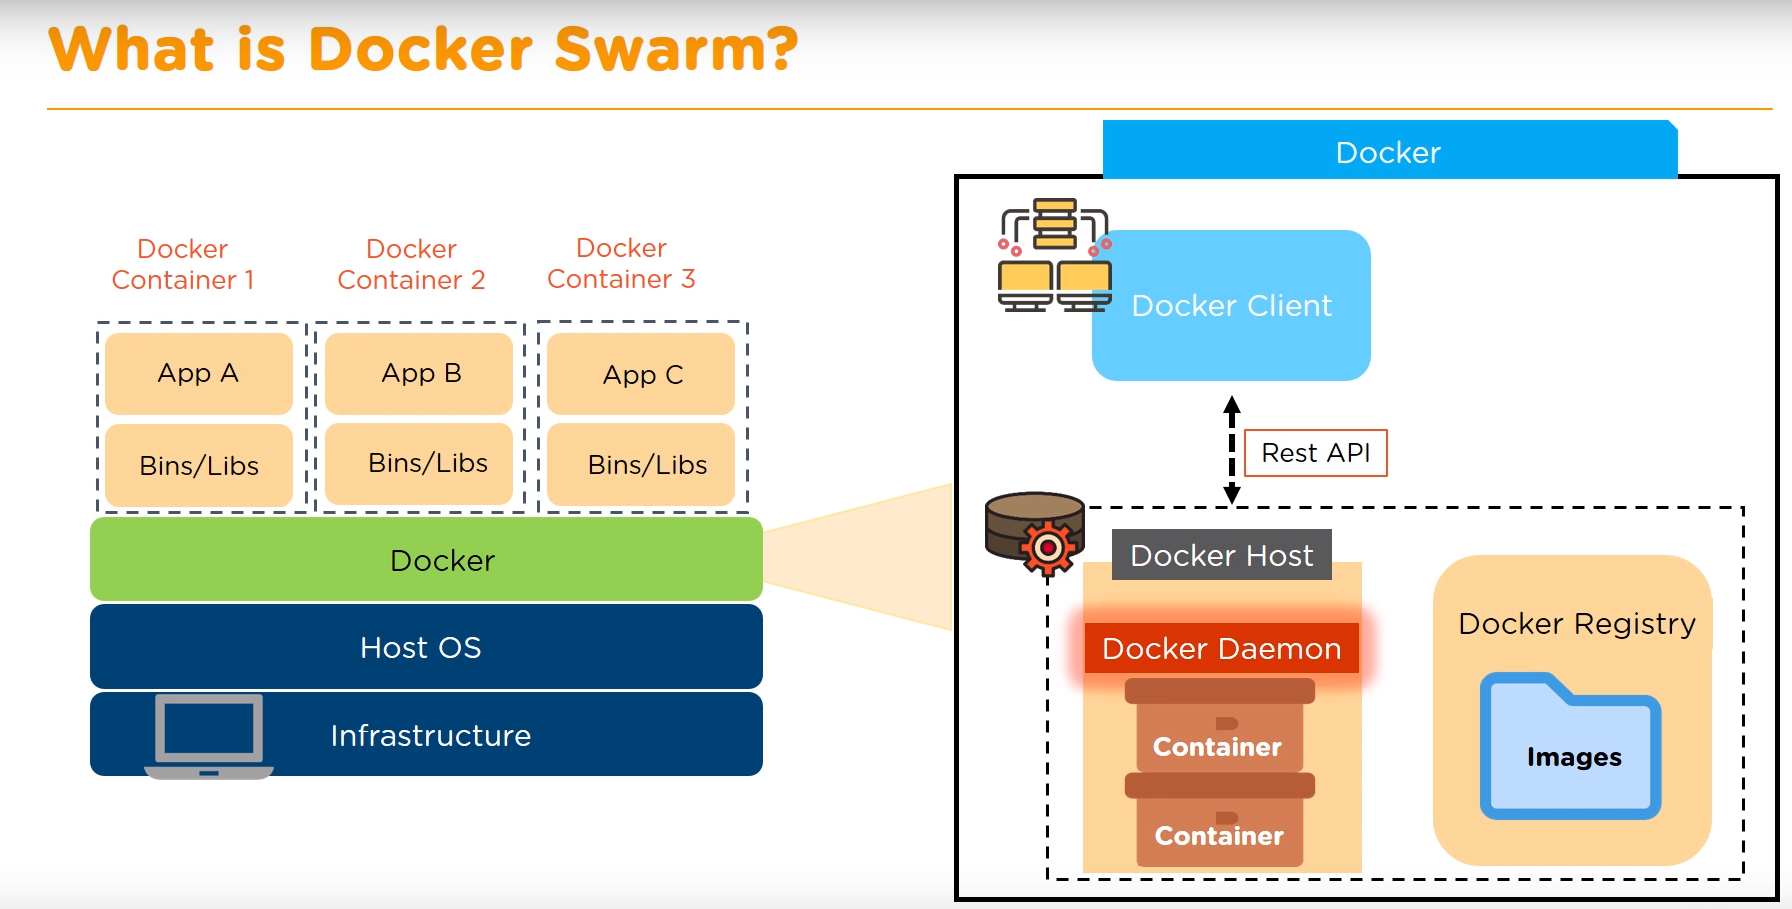 What is Docker Swarm?
Docker
Container 1
Docker
Container 2
Docker
Container 3
App A
App B
App C
Bins/Libs
Bins/Libs
Bins/Libs
Docker
Host OS
Infrastructure
Docker
Docker Client
Rest API
Docker Host
Docker Daemon
Container
Container
Docker Registry
Images